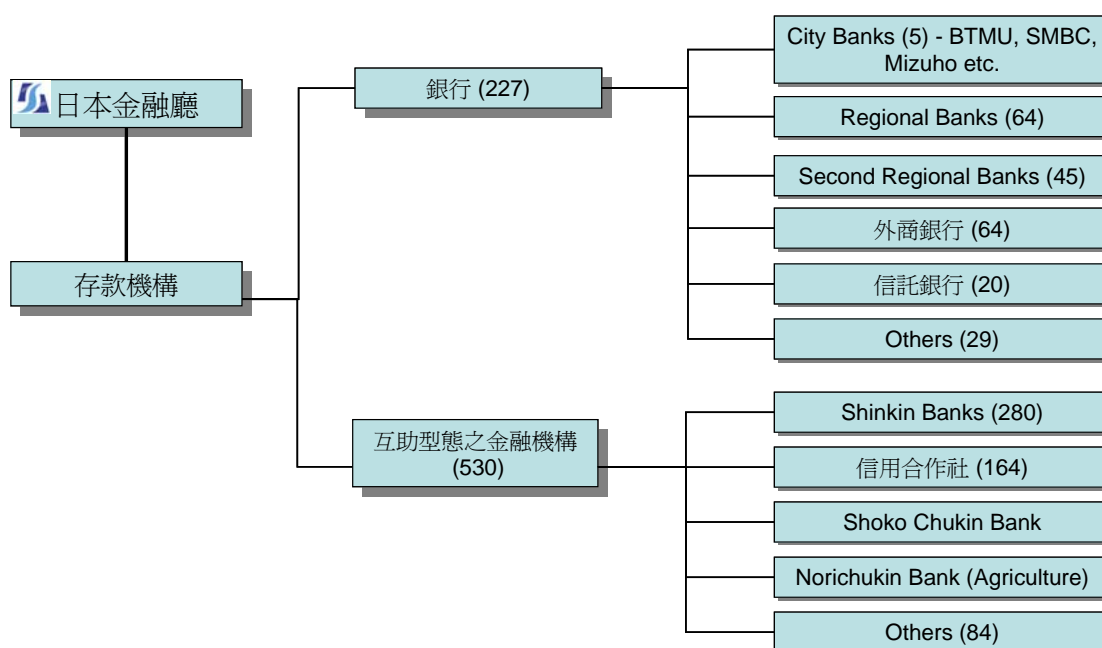 日本金融廳
存款機構
銀行 (227)
互助型態之金融機構
(530)
City Banks (5) - BTMU, SMBC,
Mizuho etc.
Regional Banks (64)
Second Regional Banks (45)
外商銀行 (64)
信託銀行 (20)
Others (29)
Shinkin Banks (280)
信用合作社 (164)
Shoko Chukin Bank
Norichukin Bank (Agriculture)
Others (84)